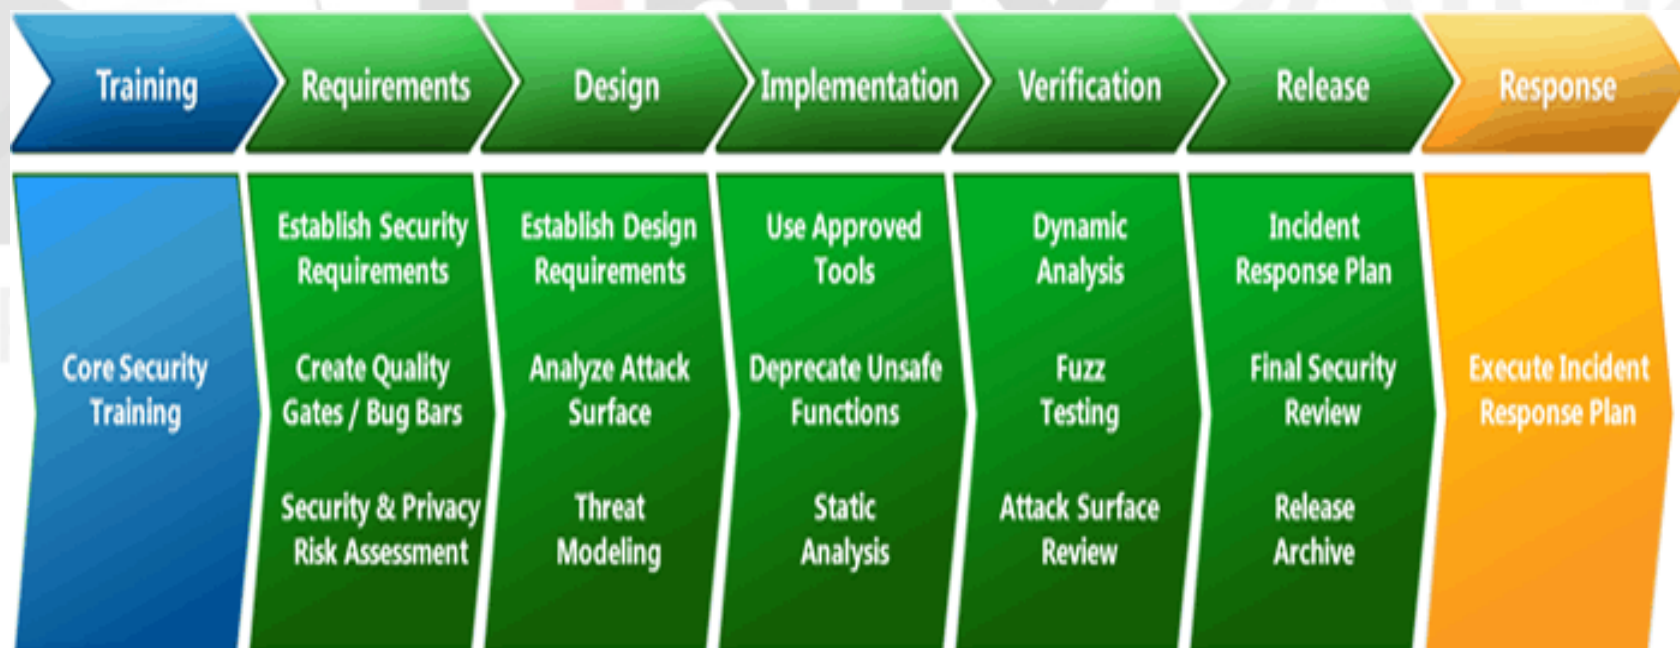 Training
Requirements
Design
Implementation
Verification
Release
Response
Core Security
Training
Establish Security
Requirements
Create Quality
Gates / Bug Bars
Security & Privacy
Risk Assessment
Establish Design
Requirements
Analyze Attack
Surface
Threat
Modeling
Use Approved
Tools
Deprecate Unsafe
Functions
Static
Analysis
Dynamic
Analysis
Fuzz
Testing
Attack Surface
Review
Incident
Response Plan
Final Security
Review
Release
Archive
Execute Incident
Response Plan